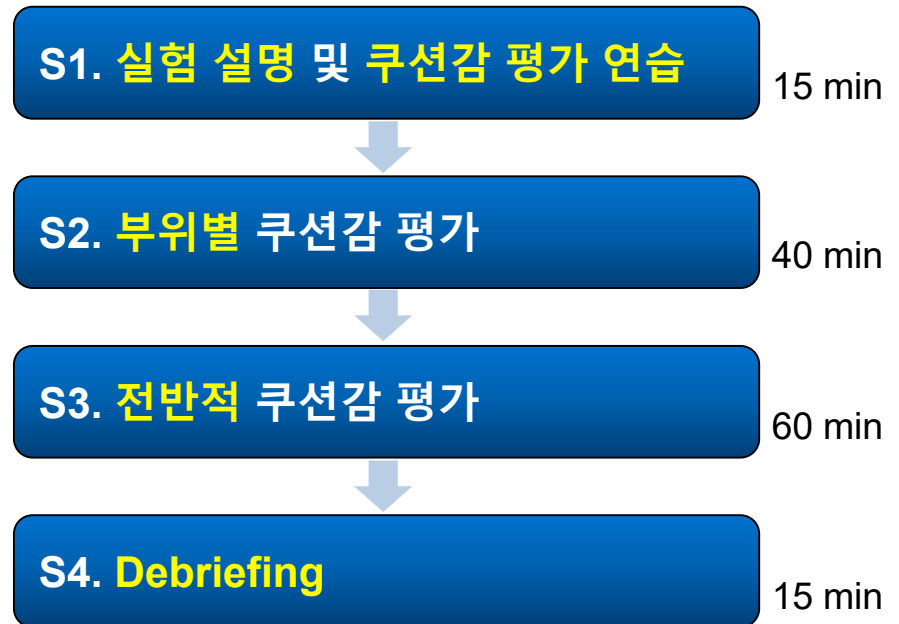 S1. 실험 설명 및 쿠션감 평가 연습
15 min
S2. 부위별 쿠션감 평가
40 min
S3. 전반적 쿠션감 평가
60 min
S4. Debriefing
15 min